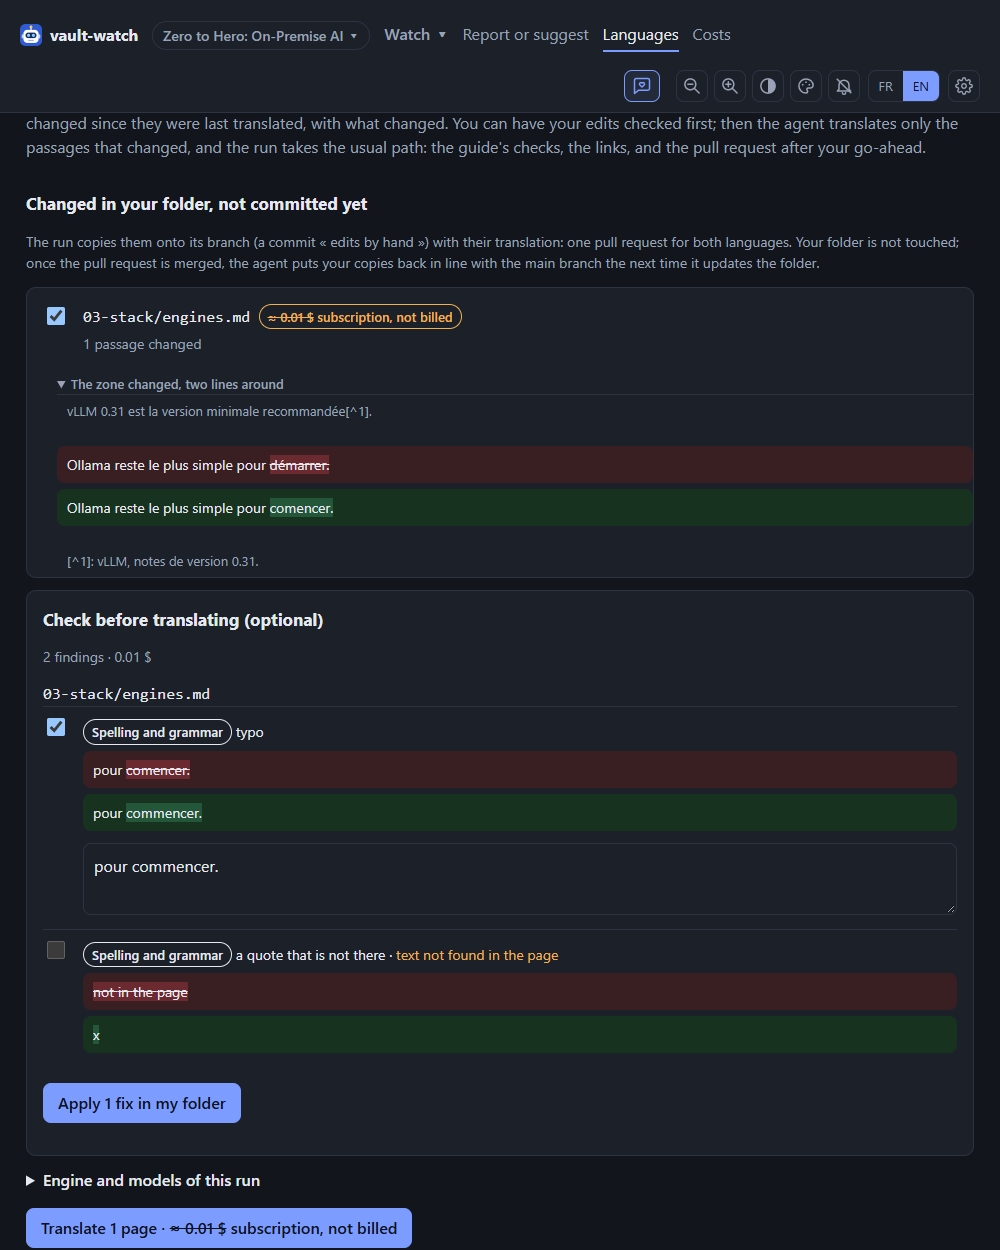 vault-watch
Zero to Hero: On-Premise AI ▾
Watch ▾
Report or suggest
Languages
Costs
FR
EN
changed since they were last translated, with what changed. You can have your edits checked first; then the agent translates only the
passages that changed, and the run takes the usual path: the guide's checks, the links, and the pull request after your go-ahead.
Changed in your folder, not committed yet
The run copies them onto its branch (a commit « edits by hand ») with their translation: one pull request for both languages. Your folder is not touched;
once the pull request is merged, the agent puts your copies back in line with the main branch the next time it updates the folder.
03-stack/engines.md ≈ 0.01 $ subscription, not billed
1 passage changed
▼ The zone changed, two lines around
vLLM 0.31 est la version minimale recommandée[^1].
Ollama reste le plus simple pour démarrer.
Ollama reste le plus simple pour comencer.
[^1]: vLLM, notes de version 0.31.
Check before translating (optional)
2 findings · 0.01 $
03-stack/engines.md
Spelling and grammar typo
pour comencer.
pour commencer.
pour commencer.
Spelling and grammar a quote that is not there · text not found in the page
not in the page
x
Apply 1 fix in my folder
▶ Engine and models of this run
Translate 1 page · ≈ 0.01 $ subscription, not billed